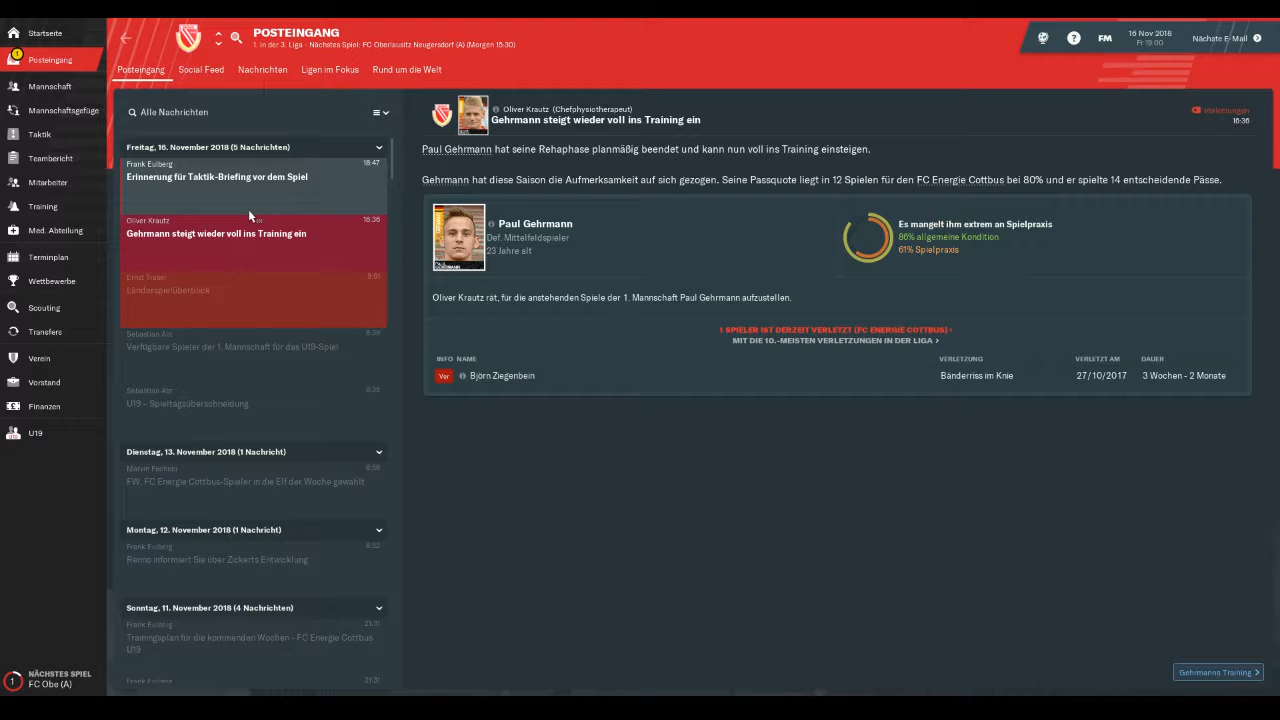 Startseite
1
Posteingang
Mannschaft
Mannschaftsgefüge
Taktik
Teambericht
Mitarbeiter
Training
Med. Abteilung
Terminplan
Wettbewerbe
Scouting
Transfers
Verein
Vorstand
Finanzen
U19
1
NÄCHSTES SPIEL
FC Obe (A)
POSTEINGANG
1. in der 3. Liga - Nächstes Spiel: FC Oberlausitz Neugersdorf (A) (Morgen 15:30)
?
FM
16 Nov 2018
Fr 19:00
Nächste E-Mail
Posteingang
Social Feed
Nachrichten
Ligen im Fokus
Rund um die Welt
Alle Nachrichten
Freitag, 16. November 2018 (5 Nachrichten)
Frank Eulberg
18:47
Erinnerung für Taktik-Briefing vor dem Spiel
Oliver Krautz
16:36
Gehrmann steigt wieder voll ins Training ein
Länderspielüberblick
Verfügbare Spieler der 1. Mannschaft für das U19-Spiel
U19 – Spieltagsüberschneidung
Dienstag, 13. November 2018 (1 Nachricht)
FW. FC Energie Cottbus-Spieler in die Elf der Woche gewählt
Montag, 12. November 2018 (1 Nachricht)
Frank Eulberg
Renno informiert Sie über Zickerts Entwicklung
Sonntag, 11. November 2018 (4 Nachrichten)
Frank Eulberg
21:31
Trainingsplan für die kommenden Wochen - FC Energie Cottbus
U19
Frank Eulberg
21:31
Oliver Krautz (Chefphysiotherapeut)
Gehrmann steigt wieder voll ins Training ein
Verletzungen
16:36
Paul Gehrmann hat seine Rehaphase planmäßig beendet und kann nun voll ins Training einsteigen.
Gehrmann hat diese Saison die Aufmerksamkeit auf sich gezogen. Seine Passquote liegt in 12 Spielen für den FC Energie Cottbus bei 80% und er spielte 14 entscheidende Pässe.
Paul Gehrmann
Def. Mittelfeldspieler
23 Jahre alt
Es mangelt ihm extrem an Spielpraxis
86% allgemeine Kondition
61% Spielpraxis
Oliver Krautz rät, für die anstehenden Spiele der 1. Mannschaft Paul Gehrmann aufzustellen.
1 SPIELER IST DERZEIT VERLETZT (FC ENERGIE COTTBUS) >
MIT DIE 10.-MEISTEN VERLETZUNGEN IN DER LIGA >
INFO NAME
VERLETZUNG
VERLETZT AM
DAUER
Ver
Björn Ziegenbein
Bänderriss im Knie
27/10/2017
3 Wochen - 2 Monate
Gehrmanns Training >